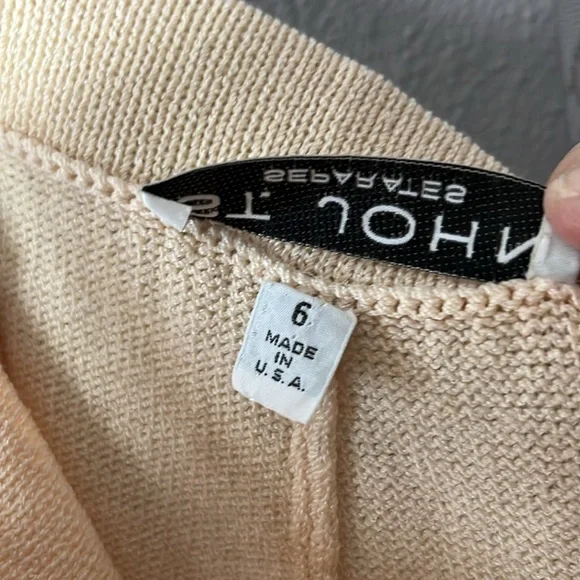 ST. JOHN
SEPARATES
6
MADE
IN
U.S.A.